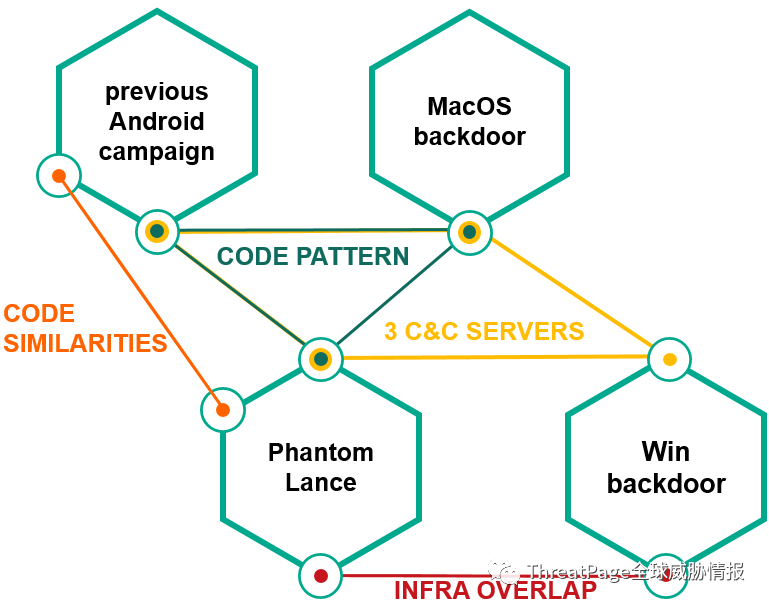 previous
Android
campaign
MacOS
backdoor
CODE PATTERN
CODE
SIMILARITIES
3 C&C SERVERS
Phantom
Lance
Win
backdoor
ThreatPage全球威胁情报
INFRA OVERLAP